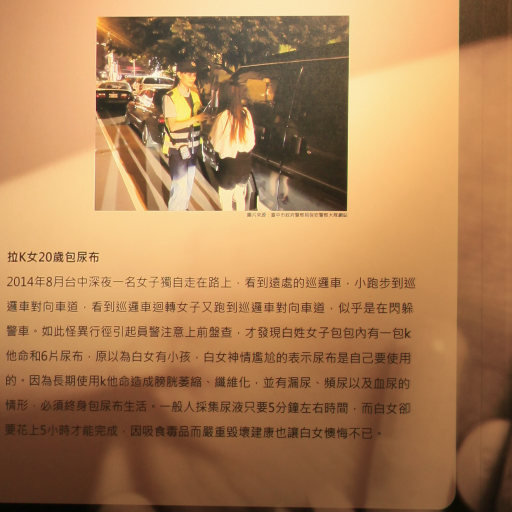 圖片來源：臺中市政府警察局保安警察大隊網站
拉K女20歲包尿布
2014年8月台中深夜一名女子獨自走在路上，看到遠處的巡邏車，小跑步到巡
邏車對向車道，看到巡邏車迴轉女子又跑到巡邏車對向車道，似乎是在閃躲
警車。如此怪異行徑引起員警注意上前盤查，才發現白姓女子包包內有一包k
他命和6片尿布，原以為白女有小孩，白女神情尷尬的表示尿布是自己要使用
的。因為長期使用k他命造成膀胱萎縮、纖維化，並有漏尿、頻尿以及血尿的
情形，必須終身包尿布生活。一般人採集尿液只要5分鐘左右時間，而白女卻
要花上5小時才能完成，因吸食毒品而嚴重毀壞健康也讓白女懊悔不已。